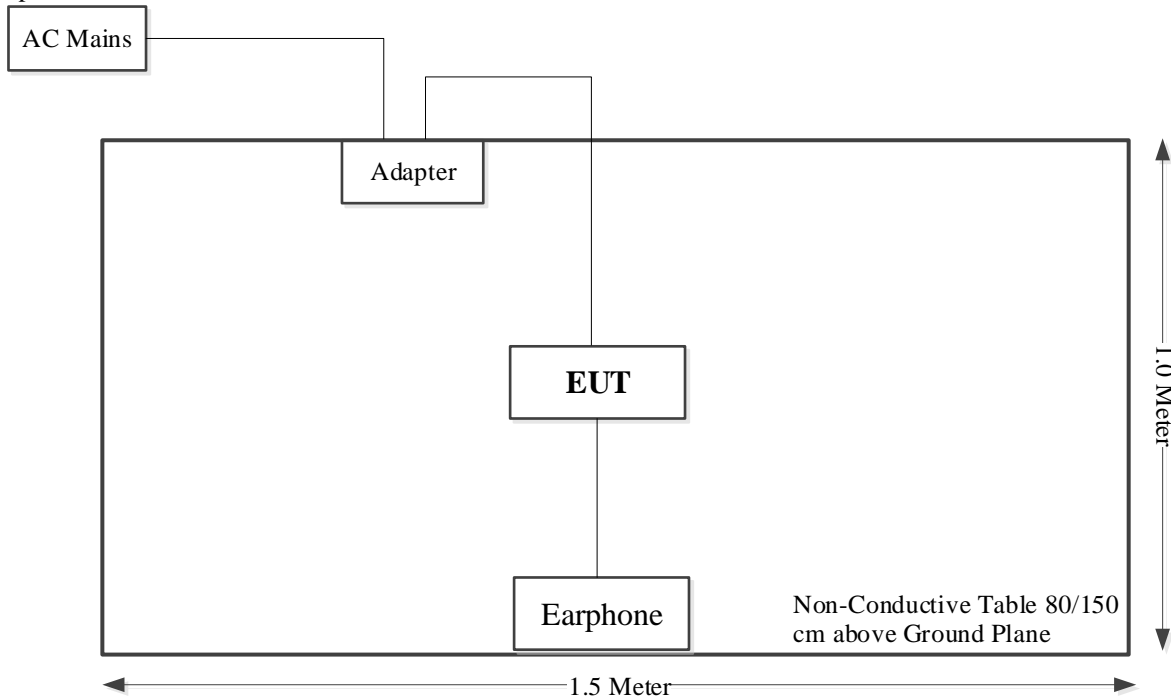 AC Mains
Adapter
EUT
1.0 Meter
Earphone
Non-Conductive Table 80/150
cm above Ground Plane
1.5 Meter